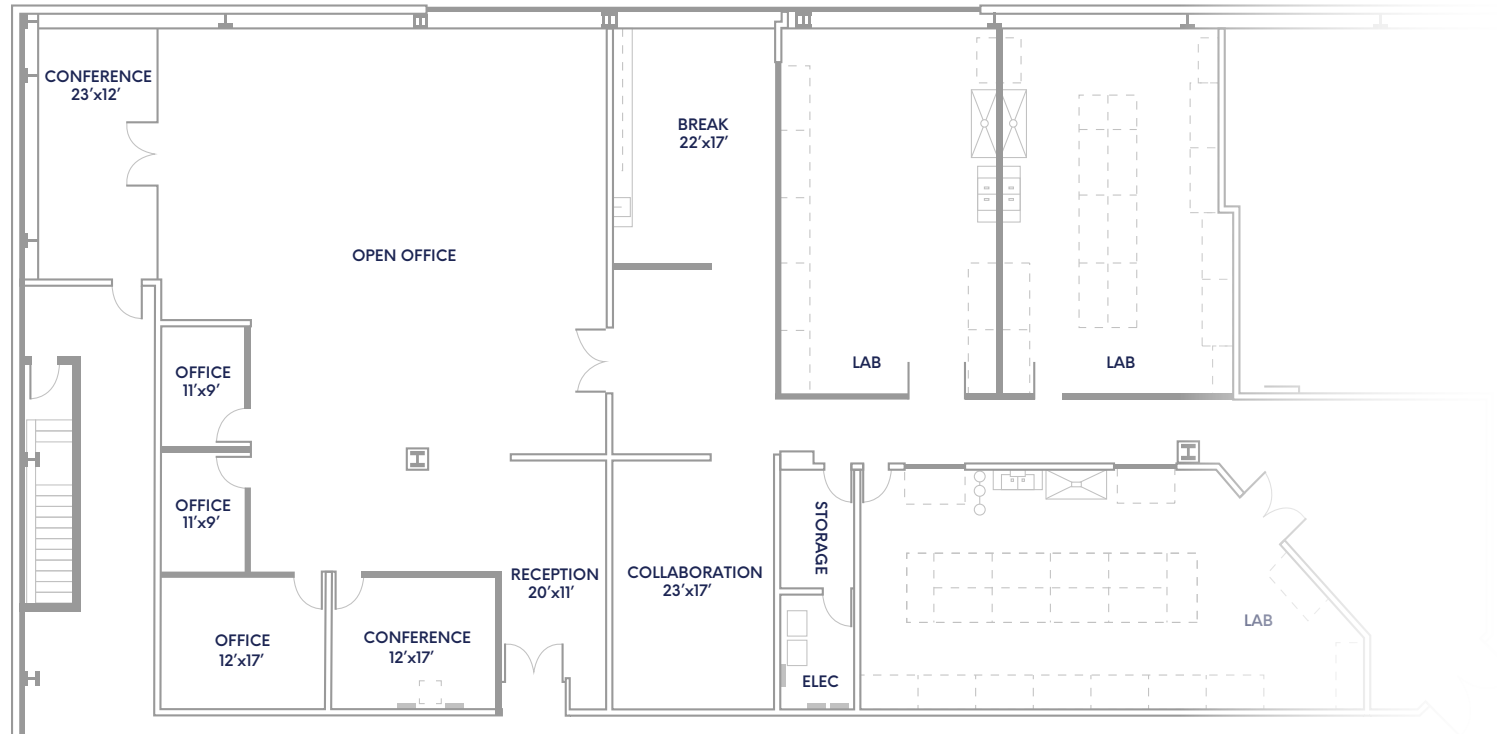 CONFERENCE
23'x12'
BREAK
22'x17'
OPEN OFFICE
LAB
LAB
OFFICE
11'x9'
OFFICE
11'x9'
STORAGE
RECEPTION
20'x11'
COLLABORATION
23'x17'
OFFICE
12'x17'
CONFERENCE
12'x17'
LAB
ELEC